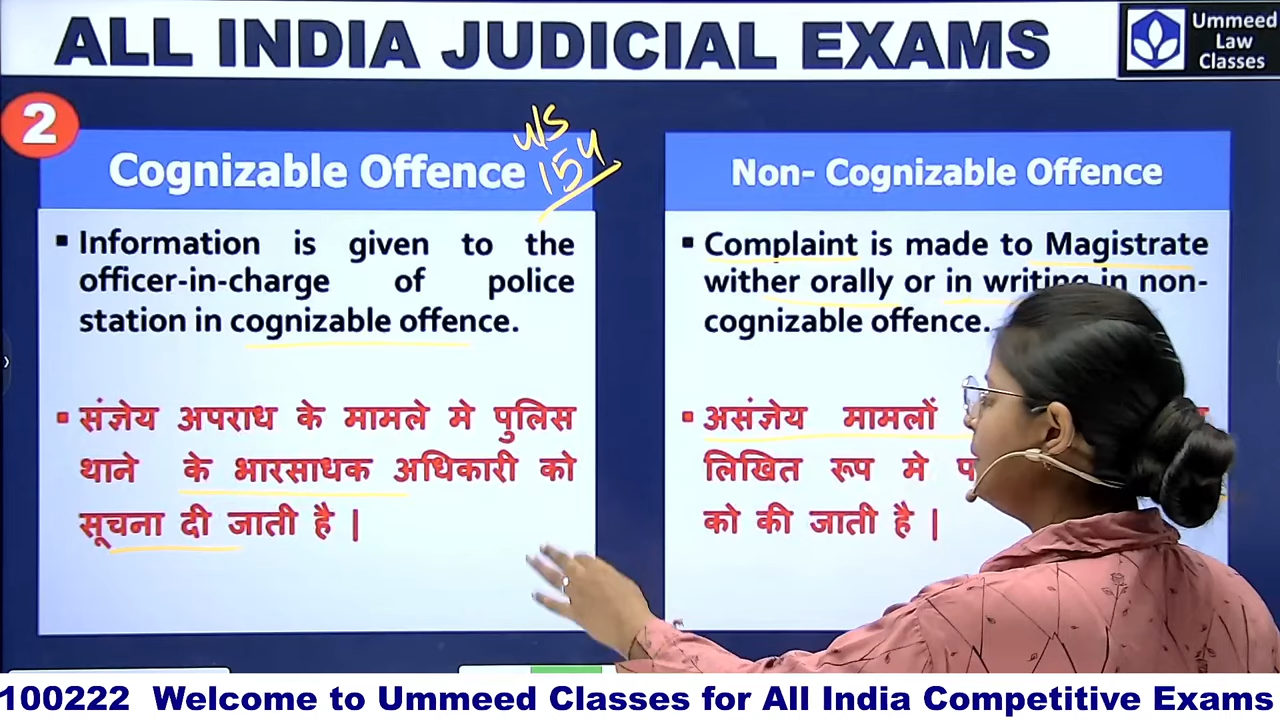 ALL INDIA JUDICIAL EXAMS
Ummeed
Law
Classes
2
Cognizable Offence
u/s
154
▪ Information is given to the
officer-in-charge of police
station in cognizable offence.
▪ संज्ञेय अपराध के मामले मे पुलिस
थाने के भारसाधक अधिकारी को
सूचना दी जाती है |
Non- Cognizable Offence
▪ Complaint is made to Magistrate
wither orally or in writing in non-
cognizable offence.
▪ असंज्ञेय मामलों
लिखित रूप मे
को की जाती है |
100222 Welcome to Ummeed Classes for All India Competitive Exams